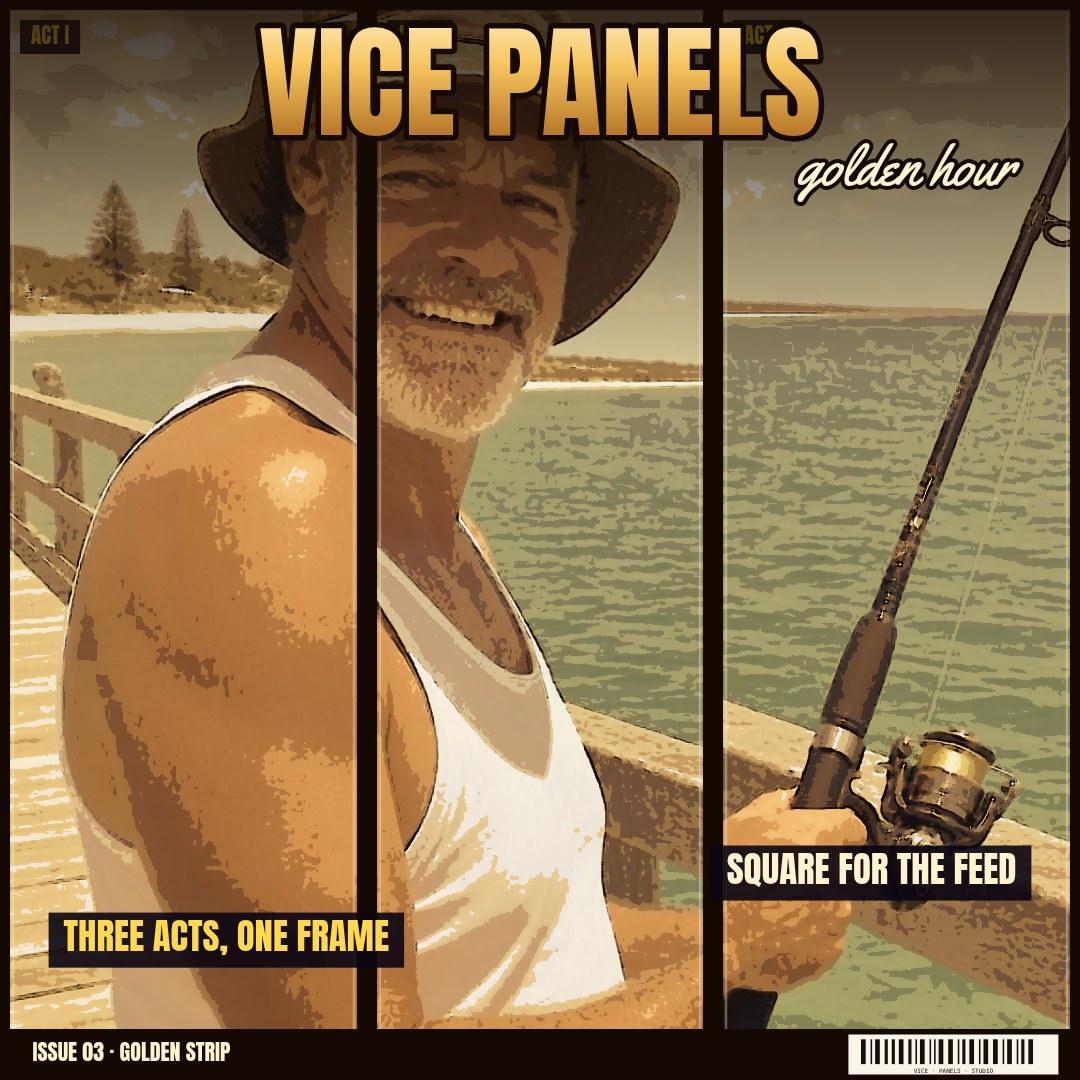 ACT I
VICE PANELS
golden hour
SQUARE FOR THE FEED
THREE ACTS, ONE FRAME
ISSUE 03 · GOLDEN STRIP
VICE · PANELS · STUDIO